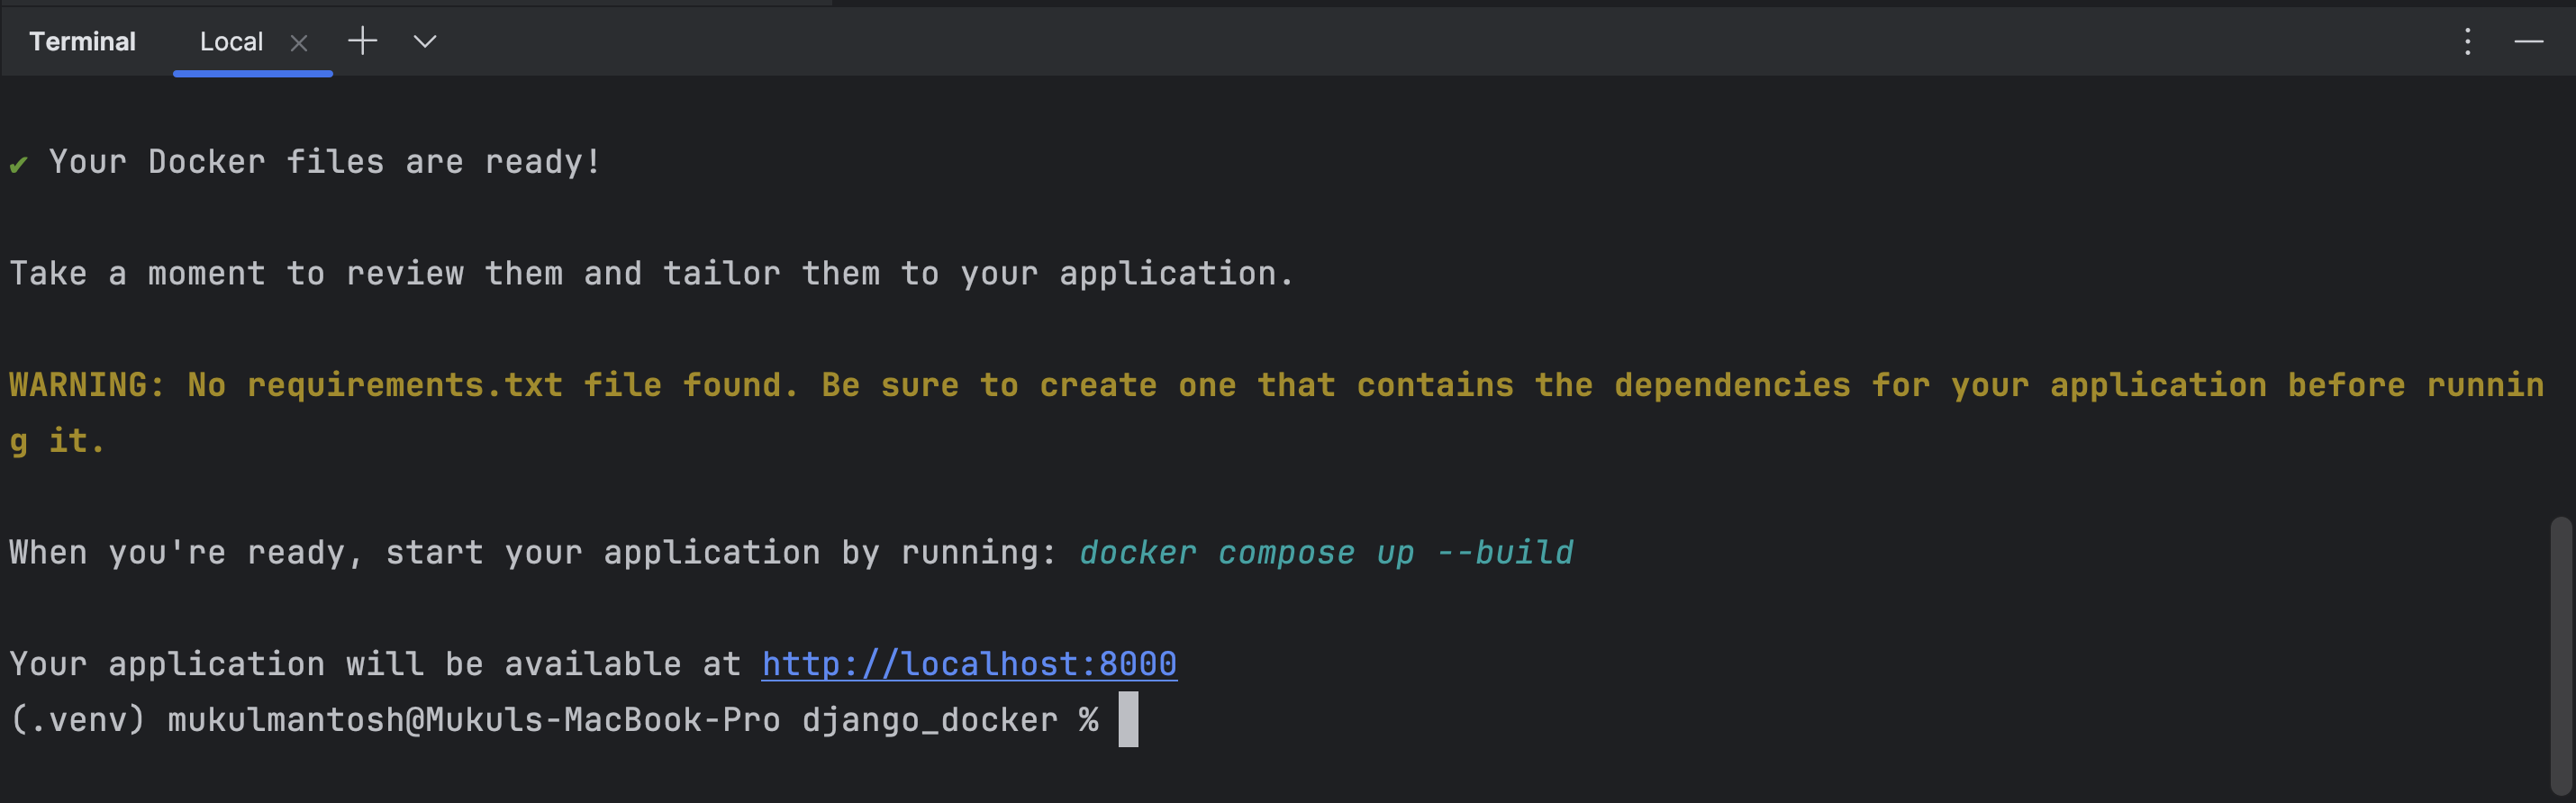 Terminal Local
✔ Your Docker files are ready!
Take a moment to review them and tailor them to your application.
WARNING: No requirements.txt file found. Be sure to create one that contains the dependencies for your application before runnin
g it.
When you're ready, start your application by running: docker compose up --build
Your application will be available at http://localhost:8000
(.venv) mukulmantosh@Mukuls-MacBook-Pro django_docker %